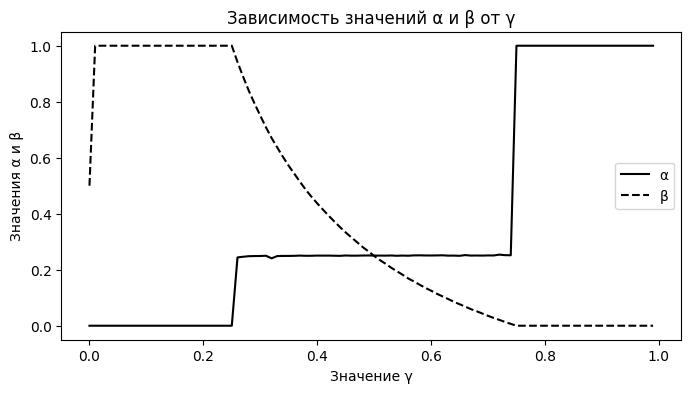 Зависимость значений α и β от γ
Значения α и β
1.0
0.8
0.6
0.4
0.2
0.0
α
β
0.0 0.2 0.4 0.6 0.8 1.0
Значение γ